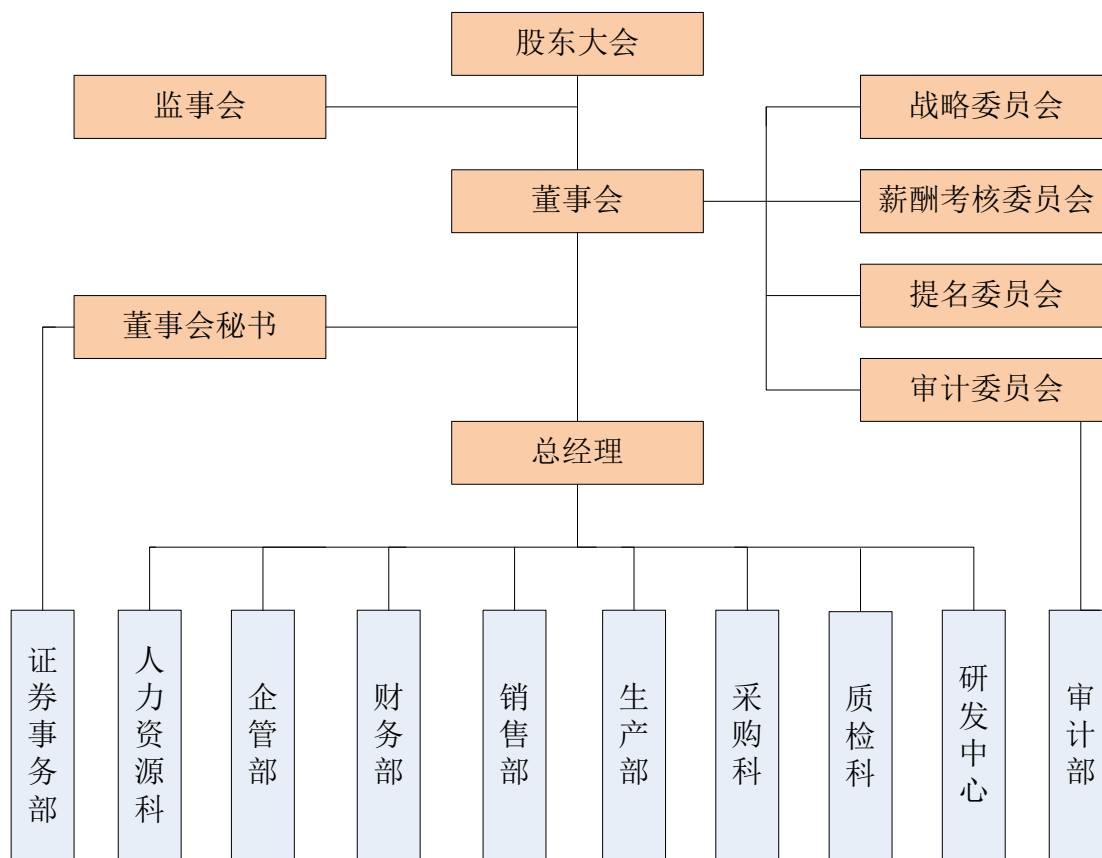 股东大会
监事会
战略委员会
董事会
薪酬考核委员会
提名委员会
董事会秘书
审计委员会
总经理
证券事务部
人力资源科
企管部
财务部
销售部
生产部
采购科
质检科
研发中心
审计部